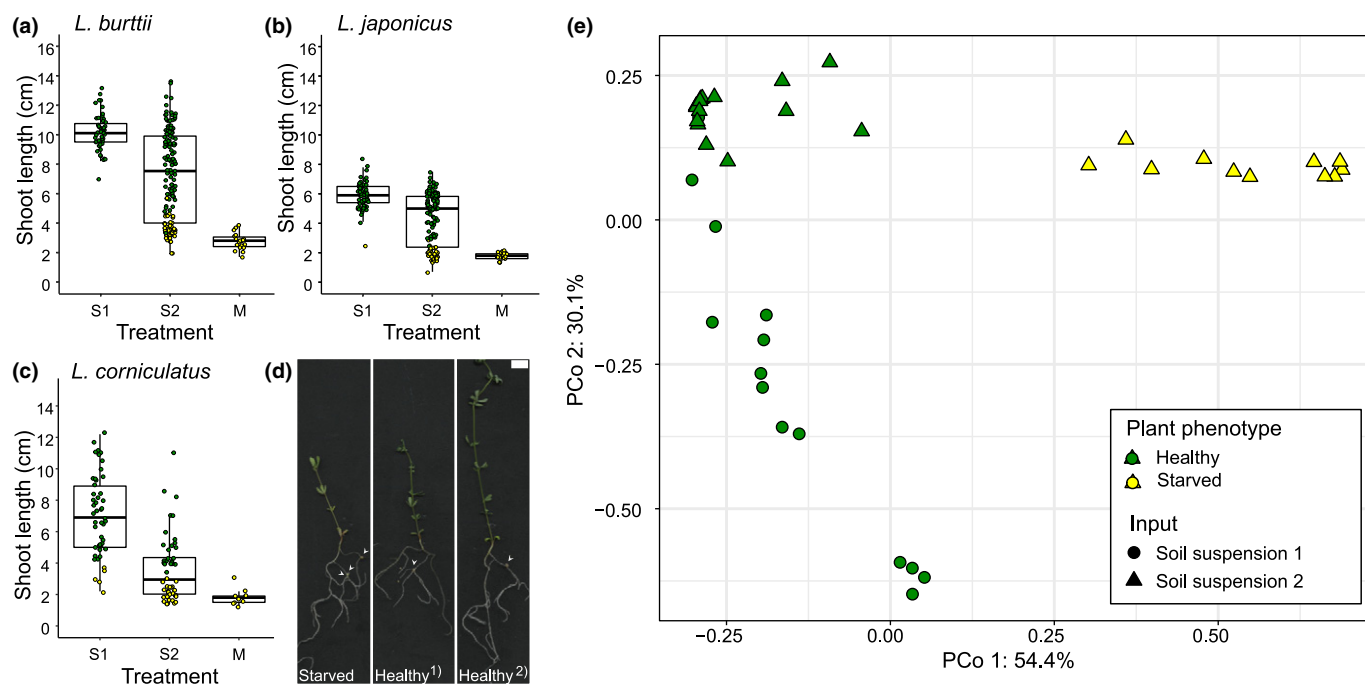 (a) L. burttii
Shoot length (cm)
16
14
12
10
8
6
4
2
0
S1 S2 M
Treatment
(b) L. japonicus
Shoot length (cm)
16
14
12
10
8
6
4
2
0
S1 S2 M
Treatment
(c) L. corniculatus
Shoot length (cm)
14
12
10
8
6
4
2
0
S1 S2 M
Treatment
(d)
Starved Healthy1) Healthy2)
(e)
PCo 2: 30.1%
0.25
0.00
−0.25
−0.50
−0.25 0.00 0.25 0.50
PCo 1: 54.4%
Plant phenotype
Healthy
Starved
Input
Soil suspension 1
Soil suspension 2